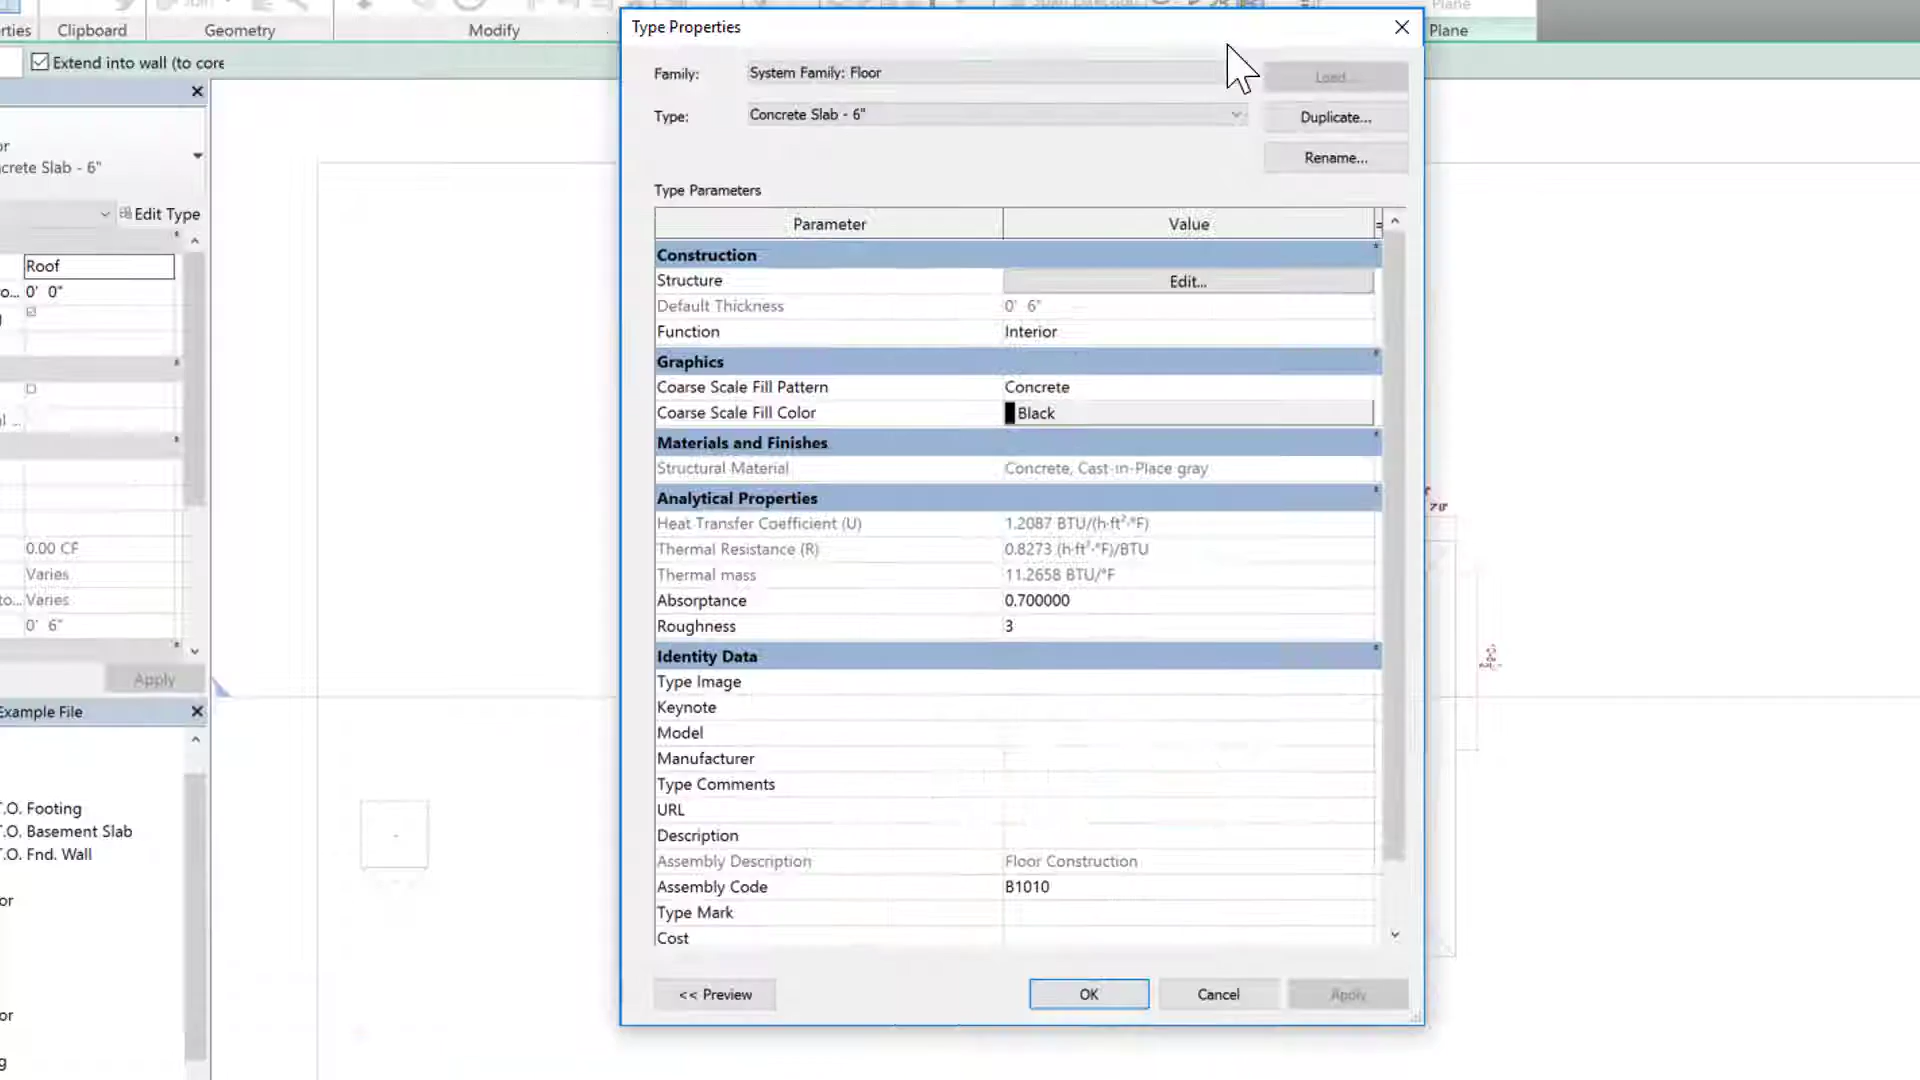 Type Properties
Plane
rties
Clipboard
Geometry
Modify
Plane
Extend into wall (to core
Family:
System Family: Floor
Load...
Type:
Concrete Slab - 6"
Duplicate...
Rename...
or
crete Slab - 6"
Edit Type
Roof
o... 0' 0"
0.00 CF
Varies
to... Varies
0' 6"
Apply
Example File
T.O. Footing
T.O. Basement Slab
T.O. Fnd. Wall
or
or
g
Type Parameters
Parameter
Value
=
Construction
Structure
Edit...
Default Thickness
0' 6"
Function
Interior
Graphics
Coarse Scale Fill Pattern
Concrete
Coarse Scale Fill Color
Black
Materials and Finishes
Structural Material
Concrete, Cast-in-Place gray
Analytical Properties
Heat Transfer Coefficient (U)
1.2087 BTU/(h·ft²·°F)
Thermal Resistance (R)
0.8273 (h·ft²·°F)/BTU
Thermal mass
11.2658 BTU/°F
Absorptance
0.700000
Roughness
3
Identity Data
Type Image
Keynote
Model
Manufacturer
Type Comments
URL
Description
Assembly Description
Floor Construction
Assembly Code
B1010
Type Mark
Cost
<< Preview
OK
Cancel
Apply